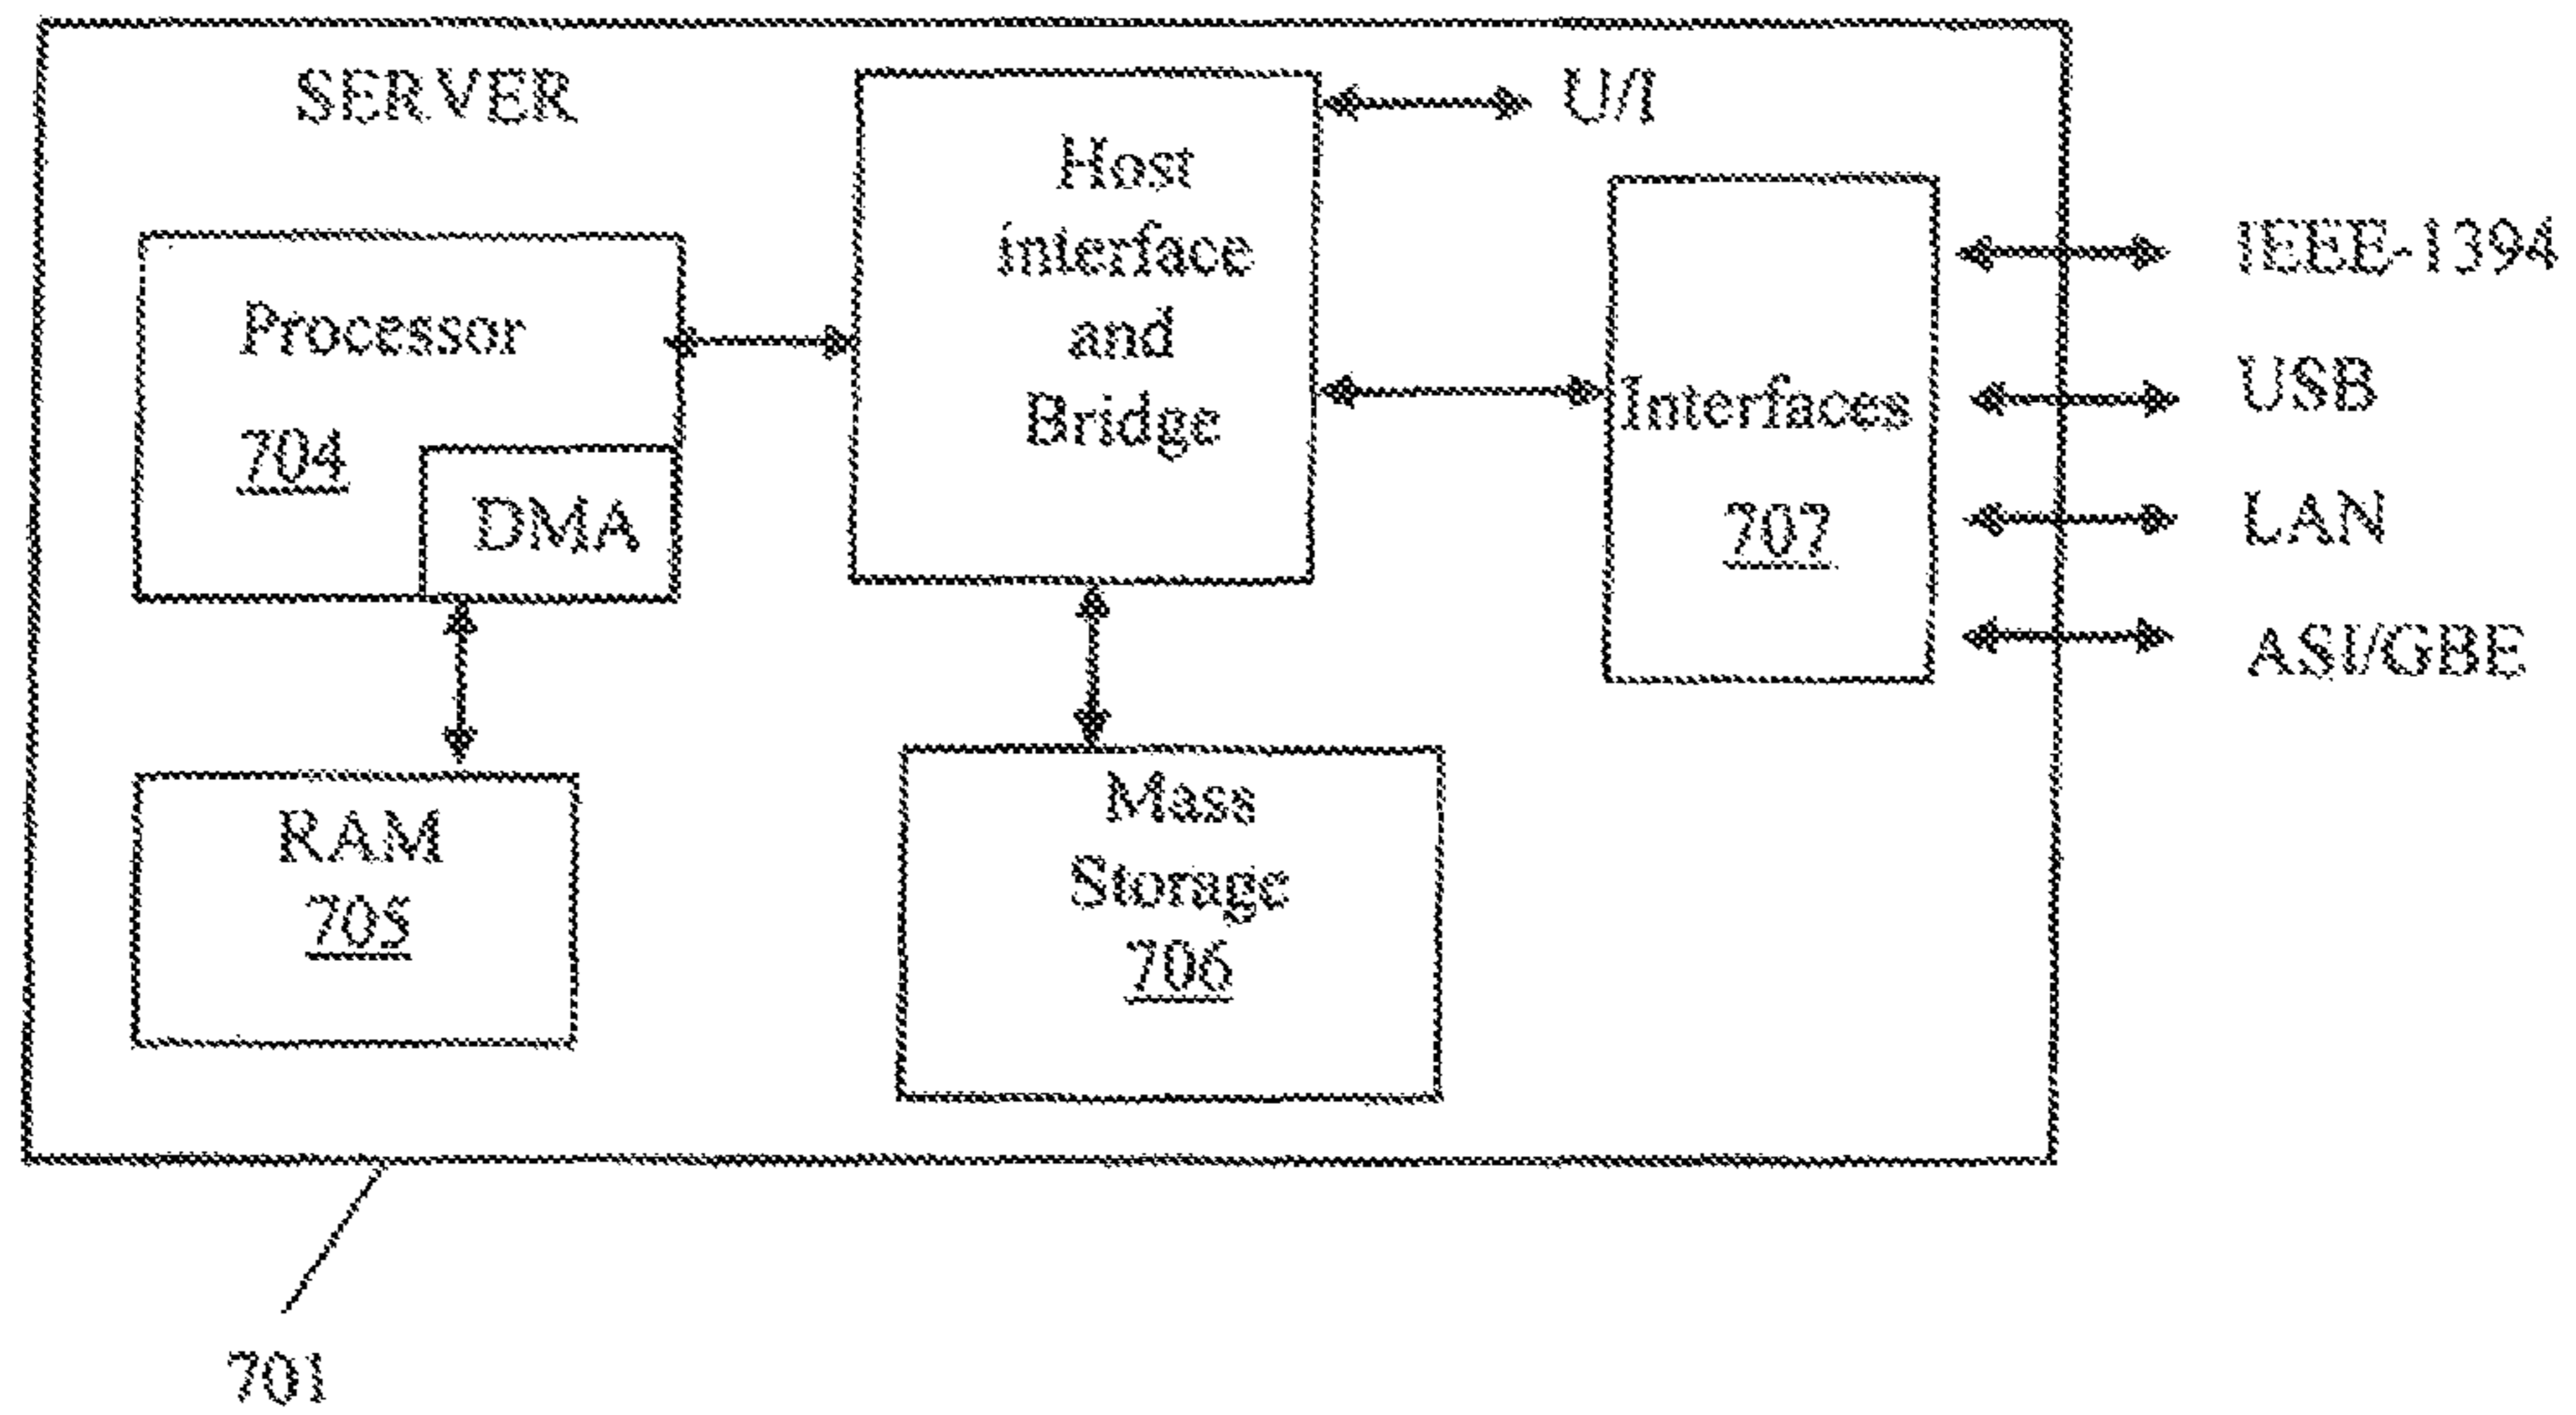 SERVER
Host
interface
and
Bridge
U/I
Processor
704
DMA
Interfaces
707
IEEE-1394
USB
LAN
ASI/GBE
RAM
705
Mass
Storage
706
701